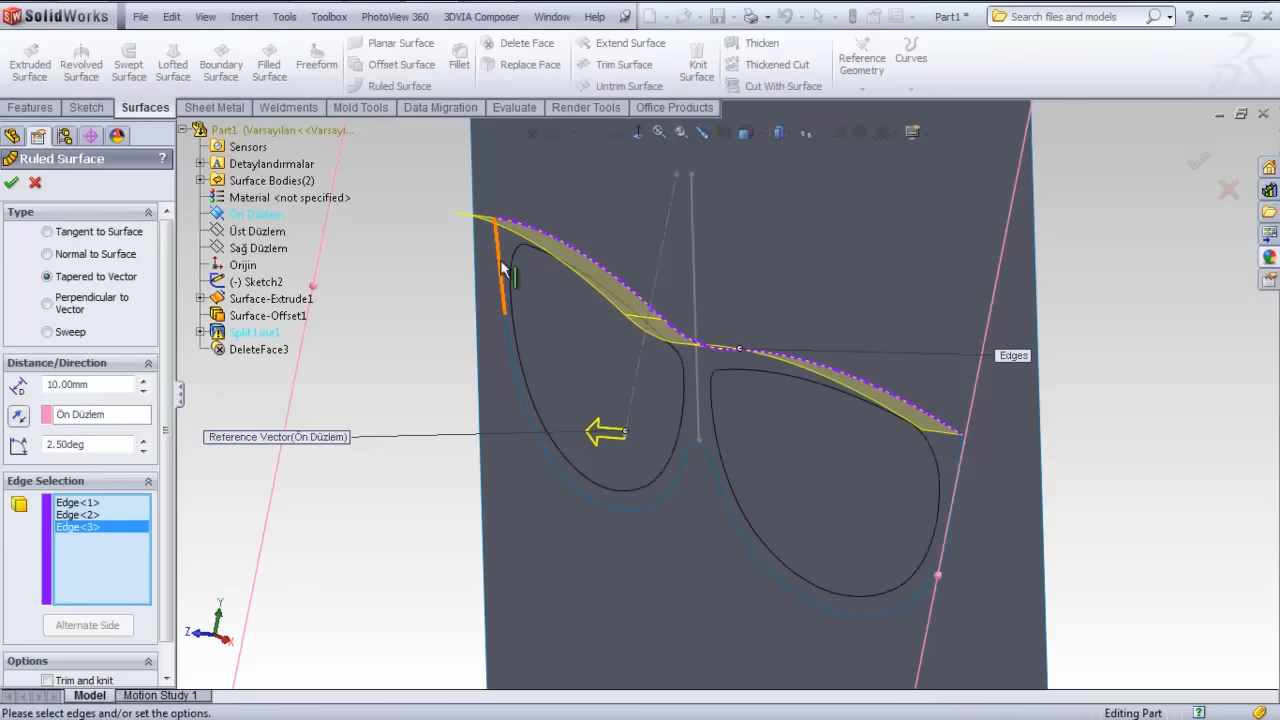 SolidWorks File Edit View Insert Tools Toolbox PhotoView 360 3DVIA Composer Window Help Part1 * Search files and models
Extruded Surface Revolved Surface Swept Surface Lofted Surface Boundary Surface Filled Surface Freeform
Planar Surface
Offset Surface
Ruled Surface
Fillet
Delete Face
Replace Face
Extend Surface
Trim Surface
Untrim Surface
Knit Surface
Thicken
Thickened Cut
Cut With Surface
Reference Geometry
Curves
Features Sketch Surfaces Sheet Metal Weldments Mold Tools Data Migration Evaluate Render Tools Office Products
Ruled Surface ?
Type
Tangent to Surface
Normal to Surface
Tapered to Vector
Perpendicular to Vector
Sweep
Distance/Direction
10.00mm
Ön Düzlem
2.50deg
Edge Selection
Edge<1>
Edge<2>
Edge<3>
Alternate Side
Options
Trim and knit
Part1 (Varsayılan<<Varsayı...
Sensors
Detaylandırmalar
Surface Bodies(2)
Material <not specified>
Ön Düzlem
Üst Düzlem
Sağ Düzlem
Orijin
(-) Sketch2
Surface-Extrude1
Surface-Offset1
Split Line1
DeleteFace3
Edges
Reference Vector(Ön Düzlem)
Y
Z
X
Model Motion Study 1
Please select edges and/or set the options. Editing Part